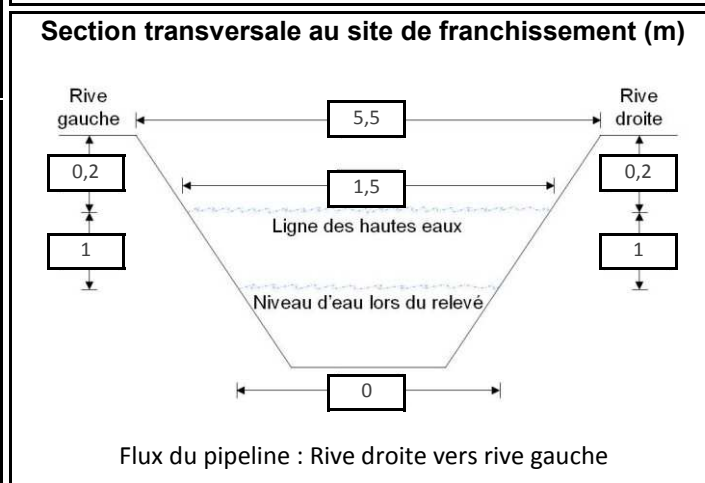 Section transversale au site de franchissement (m)
Rive
gauche
5,5
Rive
droite
0,2
1,5
0,2
Ligne des hautes eaux
1
1
Niveau d'eau lors du relevé
0
Flux du pipeline : Rive droite vers rive gauche